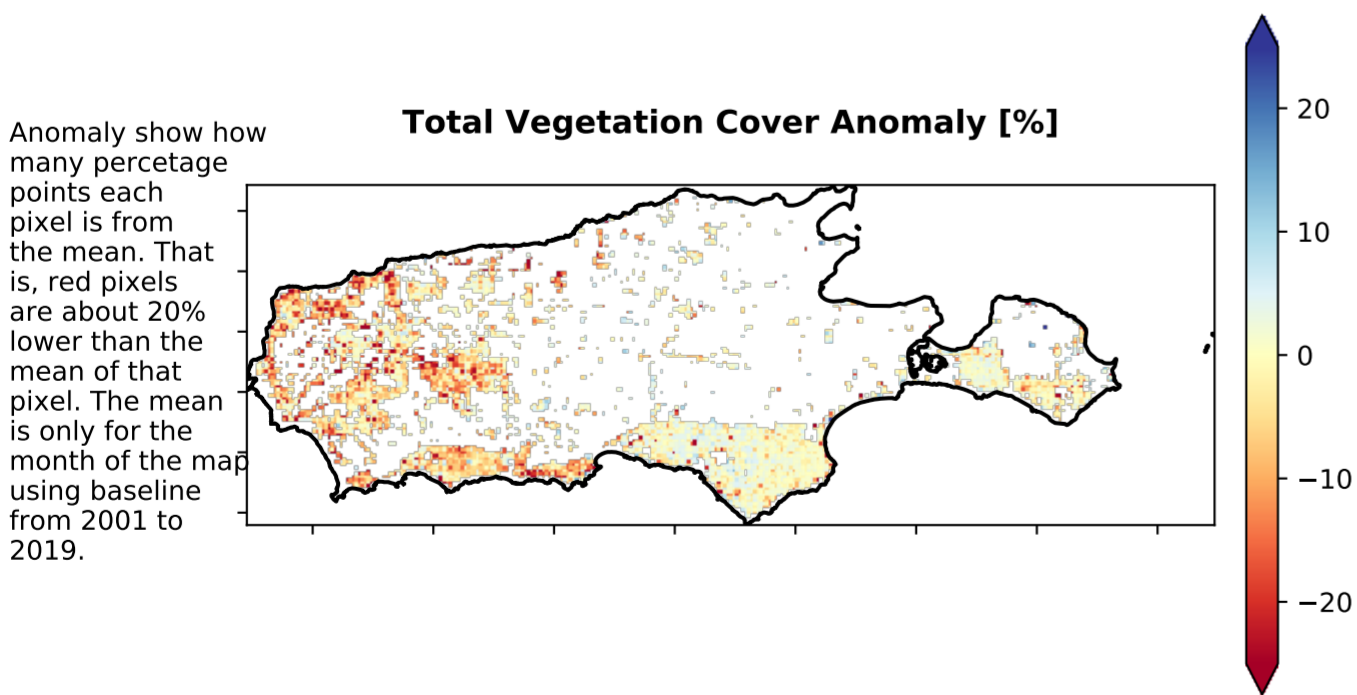 Total Vegetation Cover Anomaly [%]
Anomaly show how
many percetage
points each
pixel is from
the mean. That
is, red pixels
are about 20%
lower than the
mean of that
pixel. The mean
is only for the
month of the map
using baseline
from 2001 to
2019.
20
10
0
−10
−20